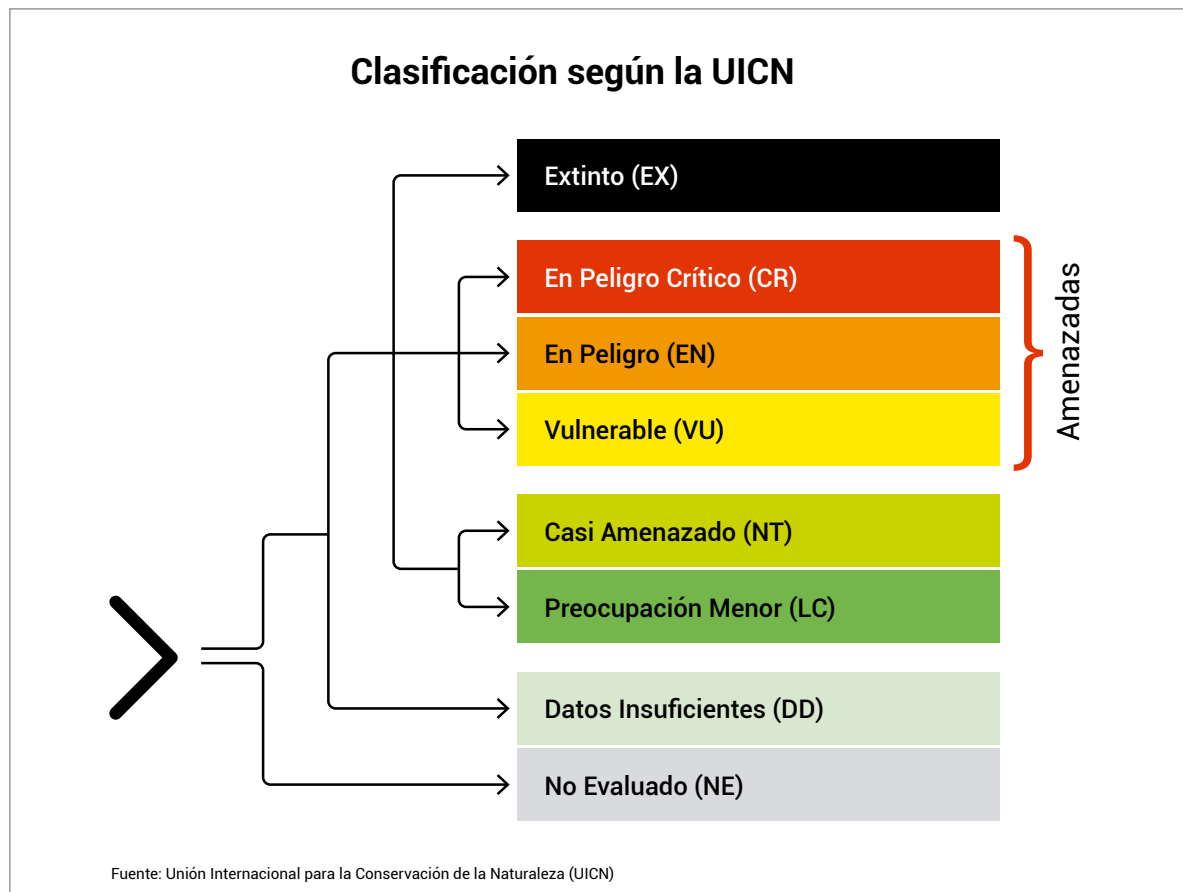 Clasificación según la UICN
Extinto (EX)
En Peligro Crítico (CR)
En Peligro (EN)
Vulnerable (VU)
Amenazadas
Casi Amenazado (NT)
Preocupación Menor (LC)
Datos Insuficientes (DD)
No Evaluado (NE)
Fuente: Unión Internacional para la Conservación de la Naturaleza (UICN)